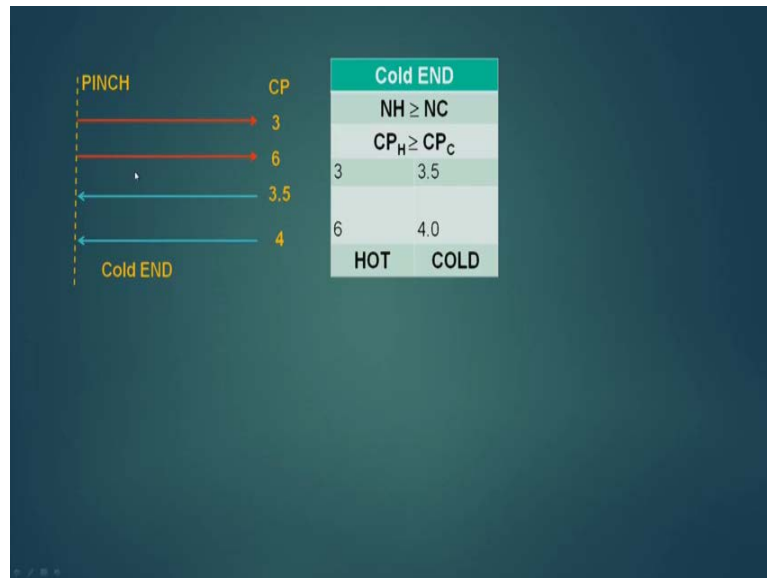 PINCH CP
3
6
3.5
4
Cold END
Cold END
NH ≥ NC
CP_H ≥ CP_C
3 3.5
6 4.0
HOT COLD